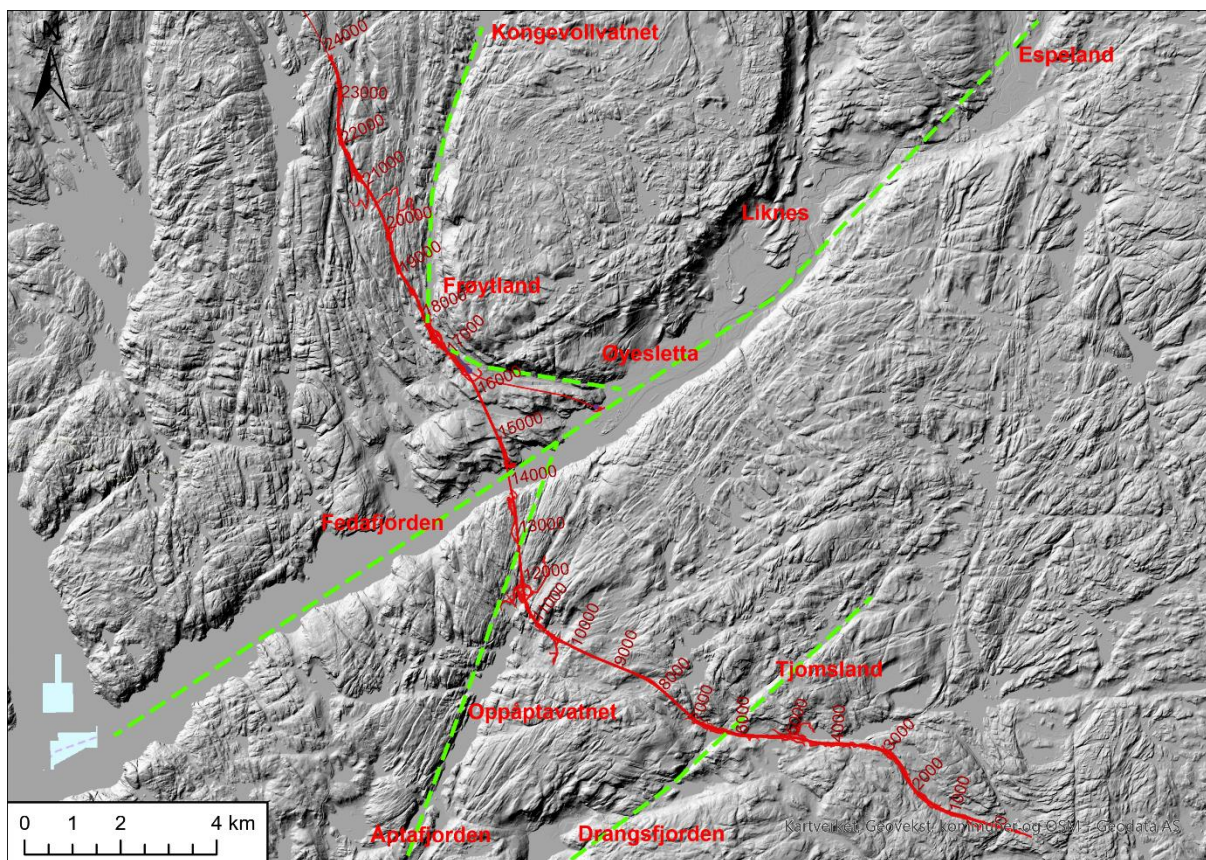 N
24000
Kongevollvatnet
Espeland
23000
22000
21000
20000
Liknes
19000
Frøytland
18000
17000
Øyesletta
16000
15000
14000
Fedafjorden
13000
12000
11000
10000
9000
Tjomsland
8000
7000
Oppåptavatnet
6000
5000
4000
3000
2000
1000
0
0 1 2 4 km
Åptafjorden
Drangsfjorden
Kartverket, Geovekst, kommuner og OSM - Geodata AS